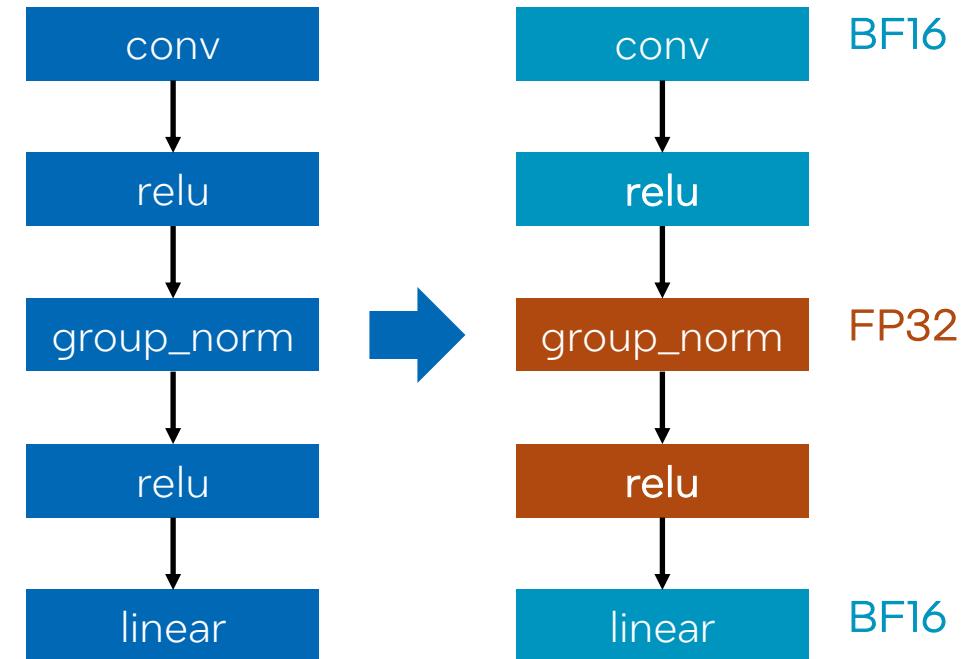 conv
relu
group_norm
relu
linear
conv
BF16
relu
group_norm
FP32
relu
linear
BF16